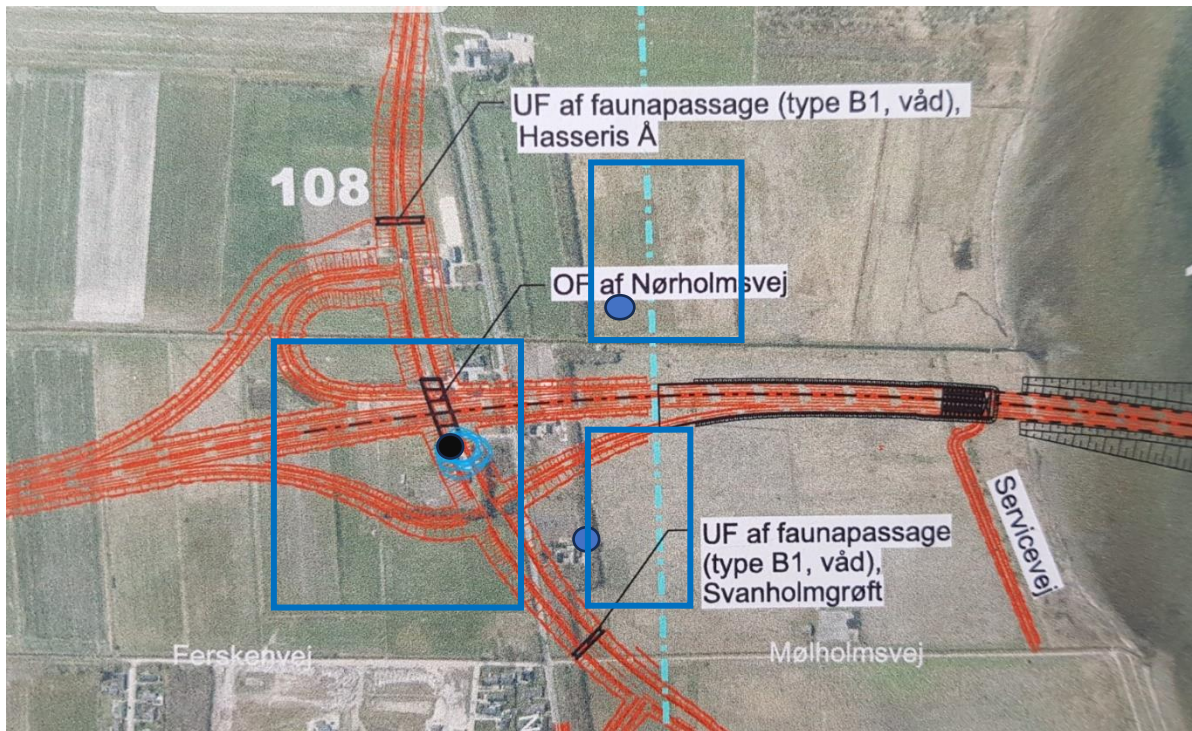 UF af faunapassage (type B1, våd),
Hasseris Å
108
OF af Nørholmsvej
Servicevej
UF af faunapassage
(type B1, våd),
Svanholmgrøft
Ferskenvej
Mølholmsvej
N